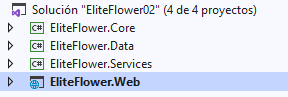 Solución "EliteFlower02" (4 de 4 proyectos)
C# EliteFlower.Core
C# EliteFlower.Data
C# EliteFlower.Services
EliteFlower.Web